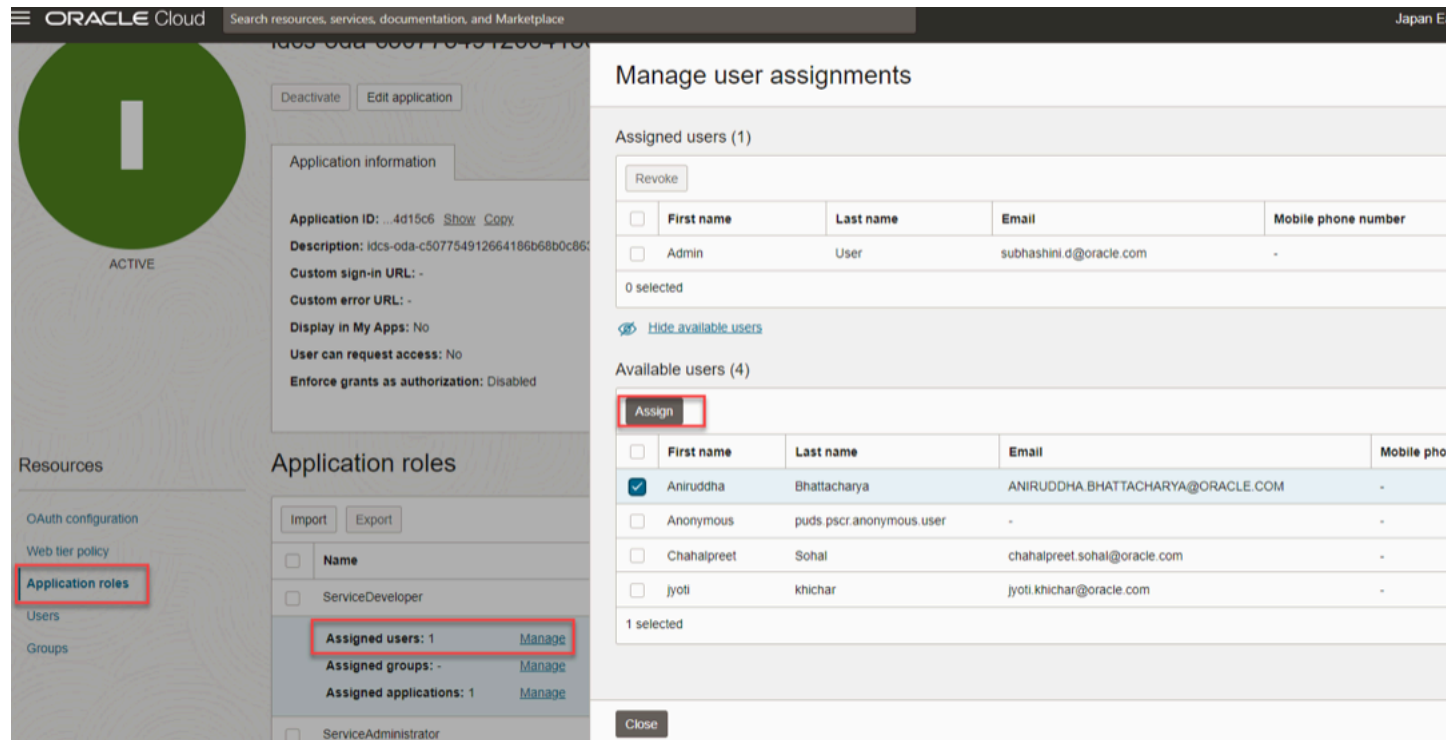 ORACLE Cloud
Search resources, services, documentation, and Marketplace
Japan E
I
ACTIVE
Resources
OAuth configuration
Web tier policy
Application roles
Users
Groups
Deactivate
Edit application
Application information
Application ID: ...4d15c6 Show Copy
Description: idcs-oda-c507754912664186b68b0c863
Custom sign-in URL: -
Custom error URL: -
Display in My Apps: No
User can request access: No
Enforce grants as authorization: Disabled
Application roles
Import
Export
Name
ServiceDeveloper
Assigned users: 1 Manage
Assigned groups: - Manage
Assigned applications: 1 Manage
ServiceAdministrator
Manage user assignments
Assigned users (1)
Revoke
First name Last name Email Mobile phone number
Admin User subhashini.d@oracle.com -
0 selected
Hide available users
Available users (4)
Assign
First name Last name Email Mobile pho
Aniruddha Bhattacharya ANIRUDDHA.BHATTACHARYA@ORACLE.COM -
Anonymous puds.pscr.anonymous.user - -
Chahalpreet Sohal chahalpreet.sohal@oracle.com -
jyoti khichar jyoti.khichar@oracle.com -
1 selected
Close